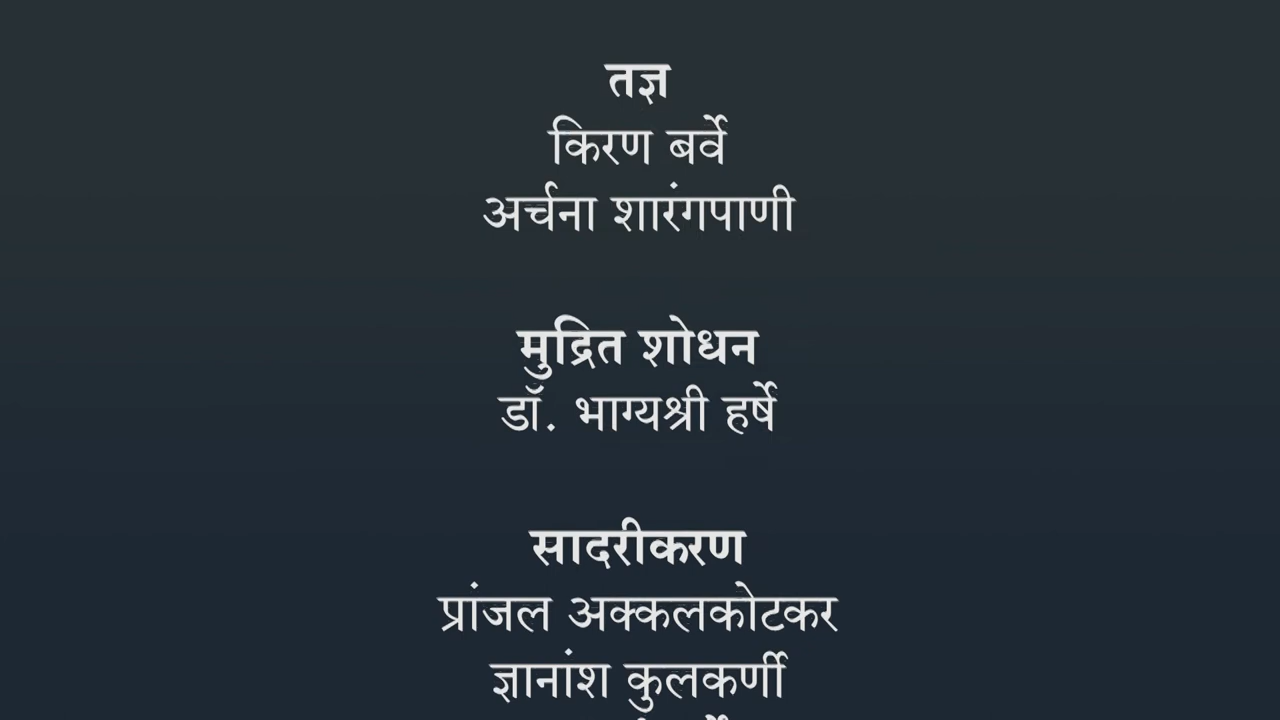 तज्ञ
किरण बर्वे
अर्चना शारंगपाणी
मुद्रित शोधन
डॉ. भाग्यश्री हर्षे
सादरीकरण
प्रांजल अक्कलकोटकर
ज्ञानांश कुलकर्णी